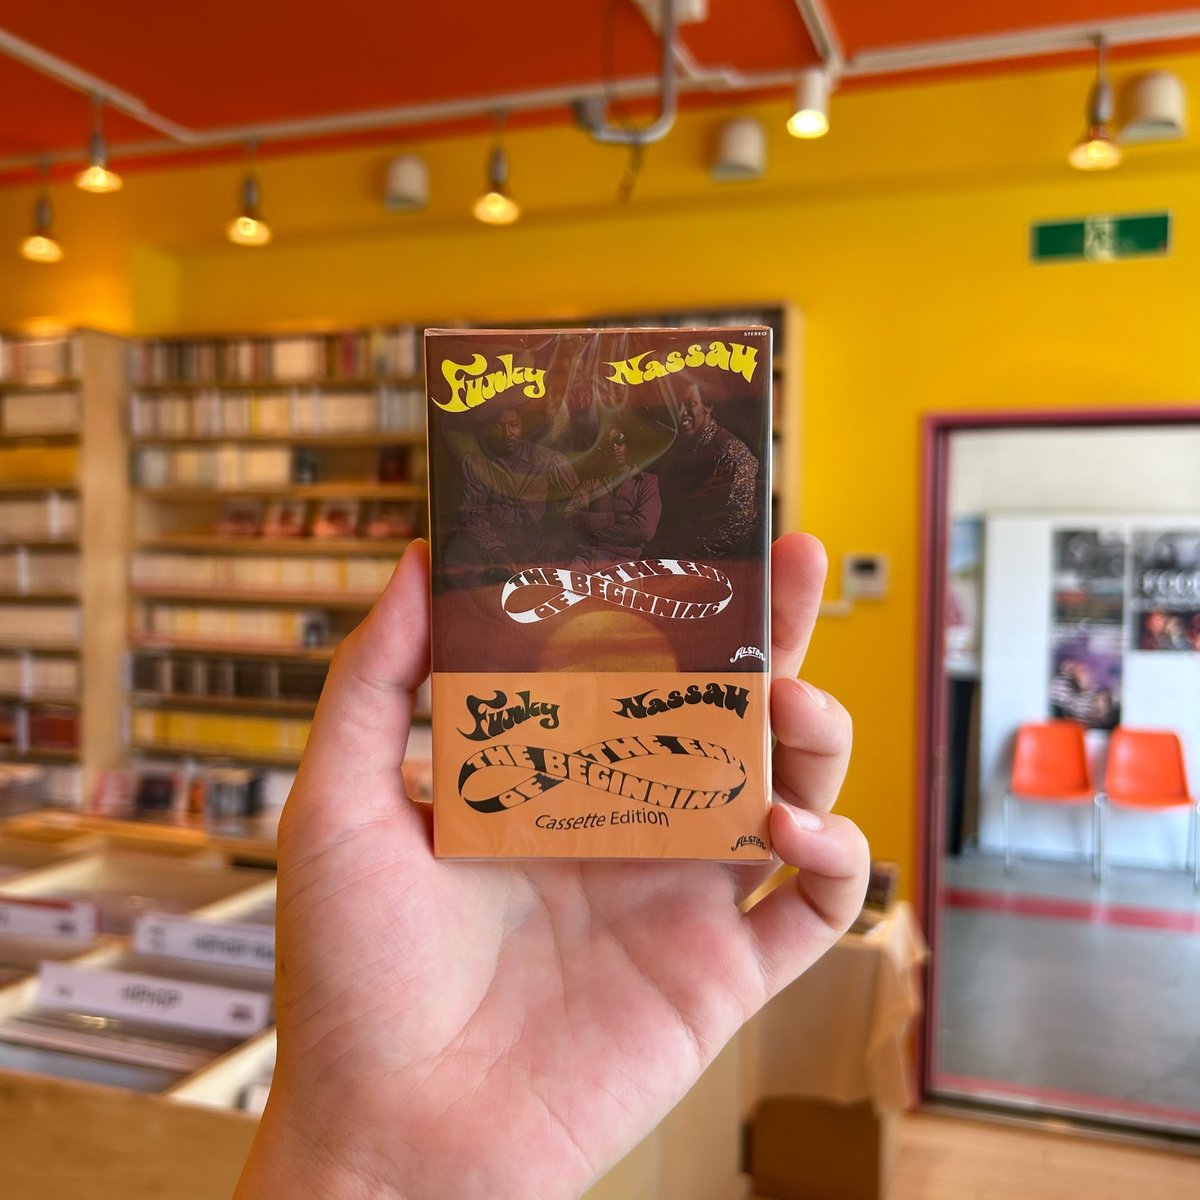 STEREO
Funky Nassau
THE BEGINNING
OF THE END
Alston
Funky Nassau
THE BEGINNING
OF THE END
Cassette Edition
Alston
HIPHOP
HIPHOP